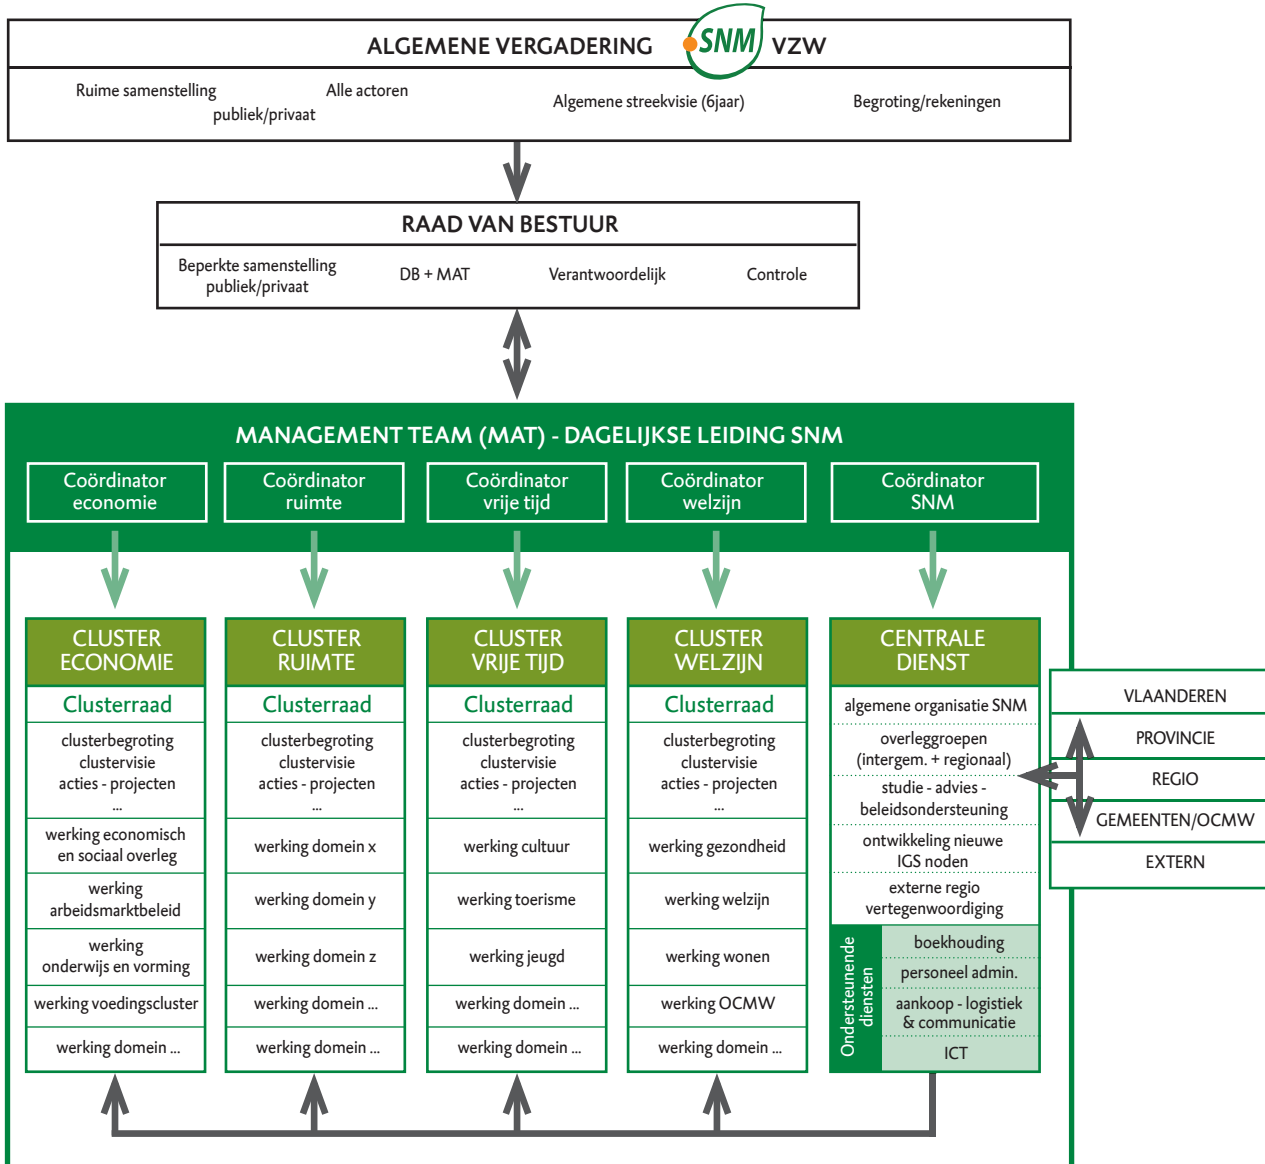 ALGEMENE VERGADERING SNM VZW
Ruime samenstelling
publiek/privaat
Alle actoren
Algemene streekvisie (6jaar)
Begroting/rekeningen
RAAD VAN BESTUUR
Beperkte samenstelling
publiek/privaat
DB + MAT
Verantwoordelijk
Controle
MANAGEMENT TEAM (MAT) - DAGELIJKSE LEIDING SNM
Coördinator
economie
Coördinator
ruimte
Coördinator
vrije tijd
Coördinator
welzijn
Coördinator
SNM
CLUSTER
ECONOMIE
Clusterraad
clusterbegroting
clustervisie
acties - projecten
...
werking economisch
en sociaal overleg
werking
arbeidsmarktbeleid
werking
onderwijs en vorming
werking voedingscluster
werking domein ...
CLUSTER
RUIMTE
Clusterraad
clusterbegroting
clustervisie
acties - projecten
...
werking domein x
werking domein y
werking domein z
werking domein ...
werking domein ...
CLUSTER
VRIJE TIJD
Clusterraad
clusterbegroting
clustervisie
acties - projecten
...
werking cultuur
werking toerisme
werking jeugd
werking domein ...
werking domein ...
CLUSTER
WELZIJN
Clusterraad
clusterbegroting
clustervisie
acties - projecten
...
werking gezondheid
werking welzijn
werking wonen
werking OCMW
werking domein ...
CENTRALE
DIENST
algemene organisatie SNM
overleggroepen
(intergem. + regionaal)
studie - advies -
beleidsondersteuning
ontwikkeling nieuwe
IGS noden
externe regio
vertegenwoordiging
Ondersteunende
diensten
boekhouding
personeel admin.
aankoop - logistiek
& communicatie
ICT
VLAANDEREN
PROVINCIE
REGIO
GEMEENTEN/OCMW
EXTERN